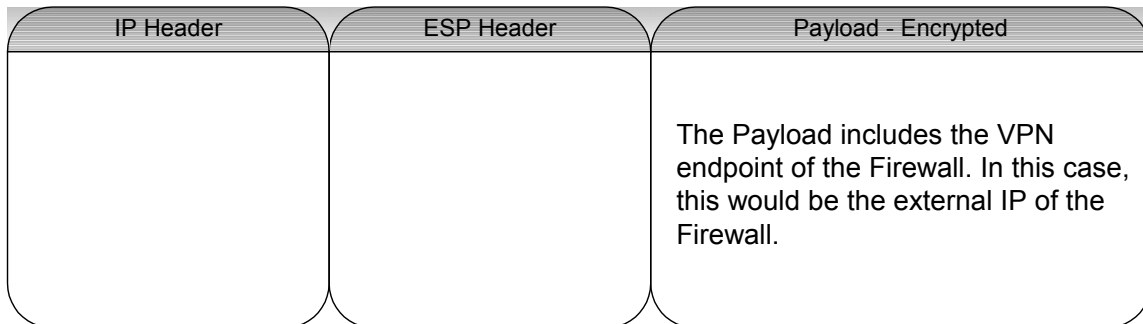 IP Header
ESP Header
Payload - Encrypted
The Payload includes the VPN
endpoint of the Firewall. In this case,
this would be the external IP of the
Firewall.